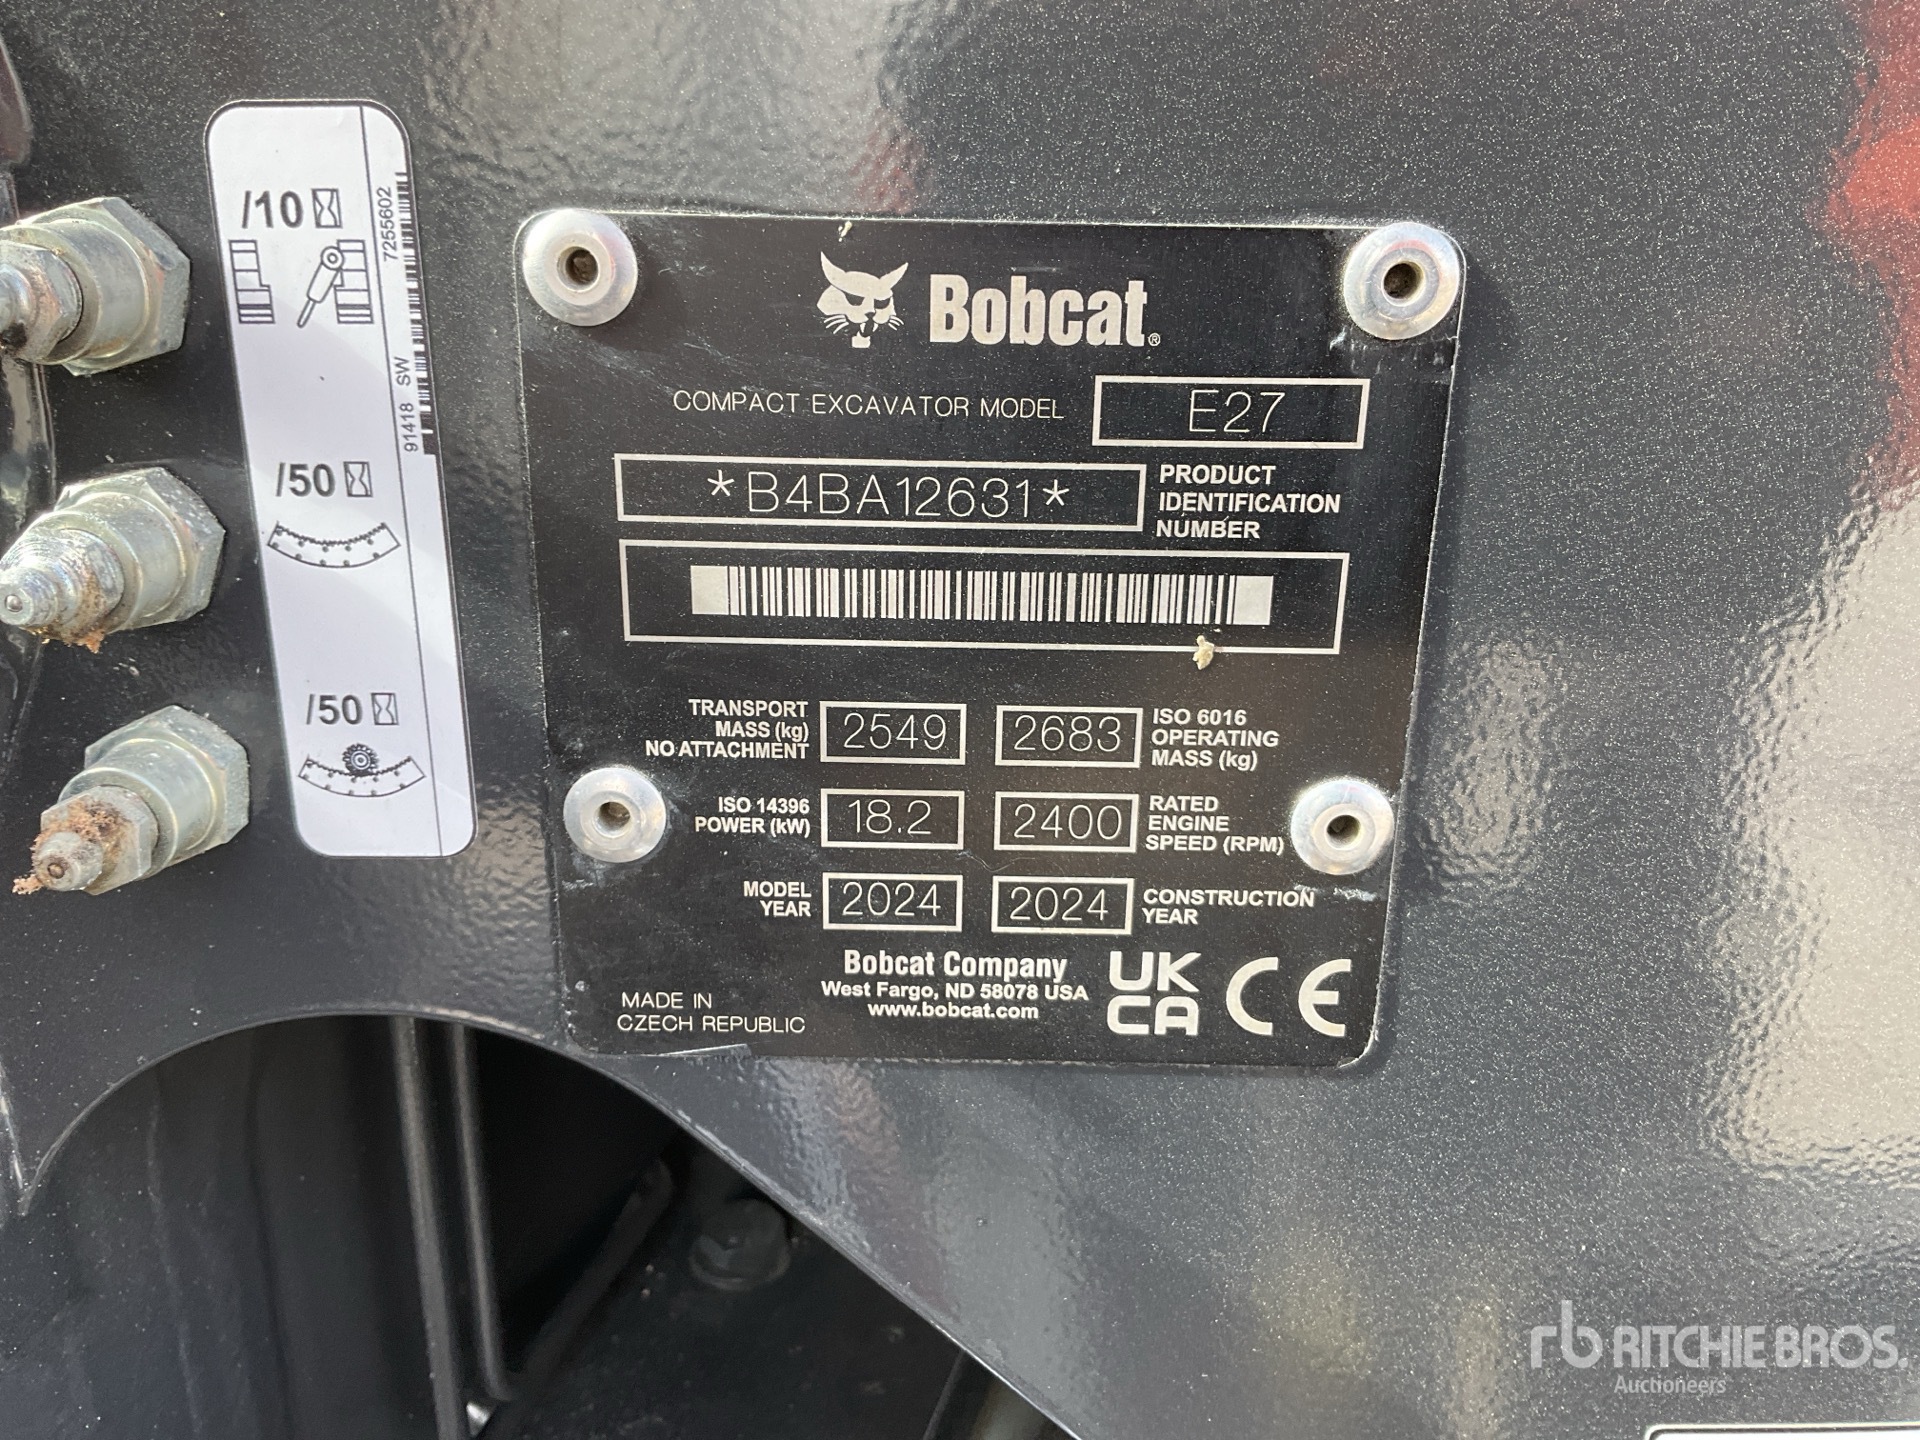 /10
7255602
91418 SW
/50
/50
Bobcat®
COMPACT EXCAVATOR MODEL
E27
*B4BA12631*
PRODUCT
IDENTIFICATION
NUMBER
TRANSPORT
MASS (kg)
NO ATTACHMENT
2549
2683
ISO 6016
OPERATING
MASS (kg)
ISO 14396
POWER (kW)
18.2
2400
RATED
ENGINE
SPEED (RPM)
MODEL
YEAR
2024
2024
CONSTRUCTION
YEAR
MADE IN
CZECH REPUBLIC
Bobcat Company
West Fargo, ND 58078 USA
www.bobcat.com
UK
CA
CE
rb RITCHIE BROS.
Auctioneers